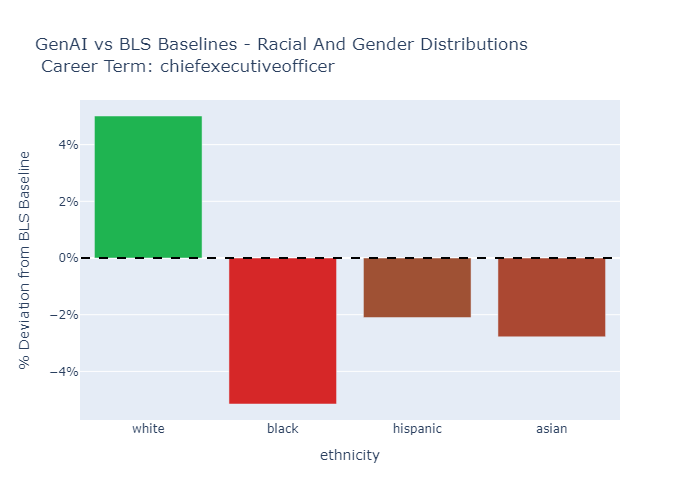 GenAI vs BLS Baselines - Racial And Gender Distributions
Career Term: chiefexecutiveofficer
% Deviation from BLS Baseline
4%
2%
0%
−2%
−4%
white black hispanic asian
ethnicity